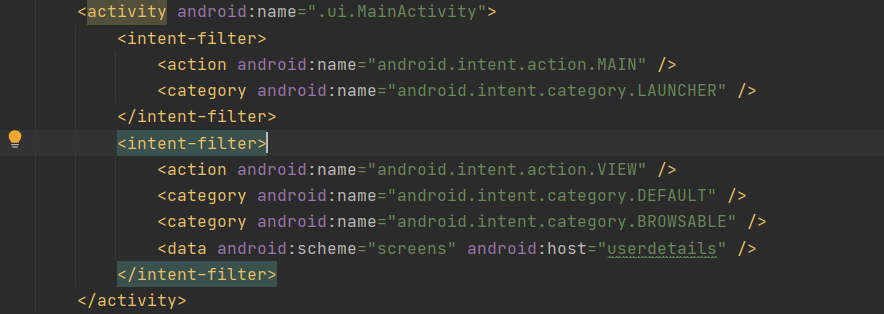 <activity android:name=".ui.MainActivity">
<intent-filter>
<action android:name="android.intent.action.MAIN" />
<category android:name="android.intent.category.LAUNCHER" />
</intent-filter>
<intent-filter>
<action android:name="android.intent.action.VIEW" />
<category android:name="android.intent.category.DEFAULT" />
<category android:name="android.intent.category.BROWSABLE" />
<data android:scheme="screens" android:host="userdetails" />
</intent-filter>
</activity>